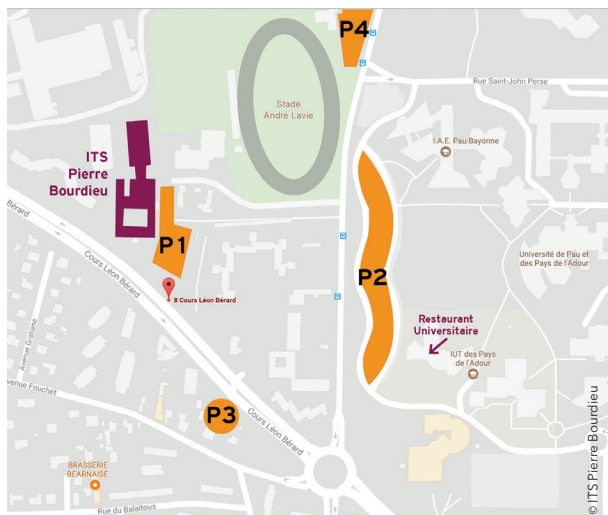 P4
Rue Saint-John Perse
Stade
André Lavie
I.A.E. Pau-Bayonne
ITS
Pierre
Bourdieu
Bérard
P1
Cours Léon Bérard
8 Cours Léon Bérard
P2
Université de Pau et
des Pays de l'Adour
Restaurant
Universitaire
IUT des Pays
de l'Adour
Avenue Gratiane
venue Fouchet
P3
Cours Léon Bérard
BRASSERIE
BÉARNAISE
Rue du Balaïtous
© ITS Pierre Bourdieu